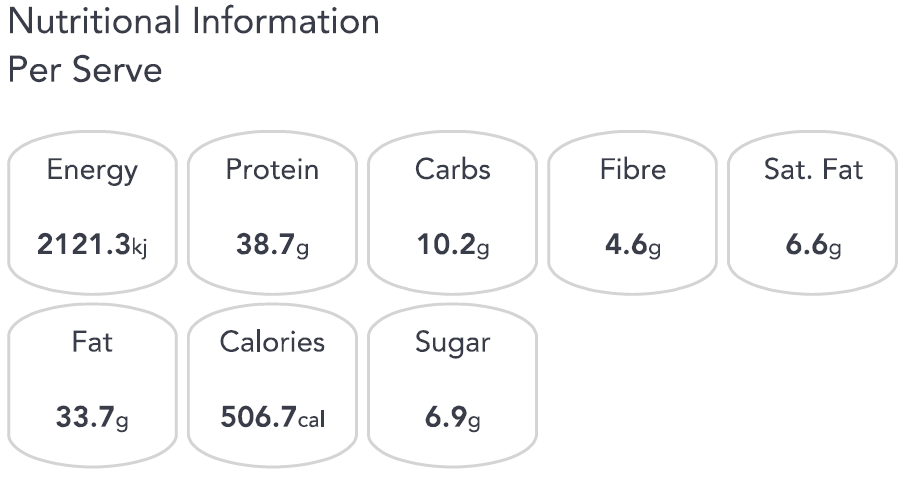 Nutritional Information
Per Serve
Energy
2121.3kj
Protein
38.7g
Carbs
10.2g
Fibre
4.6g
Sat. Fat
6.6g
Fat
33.7g
Calories
506.7cal
Sugar
6.9g